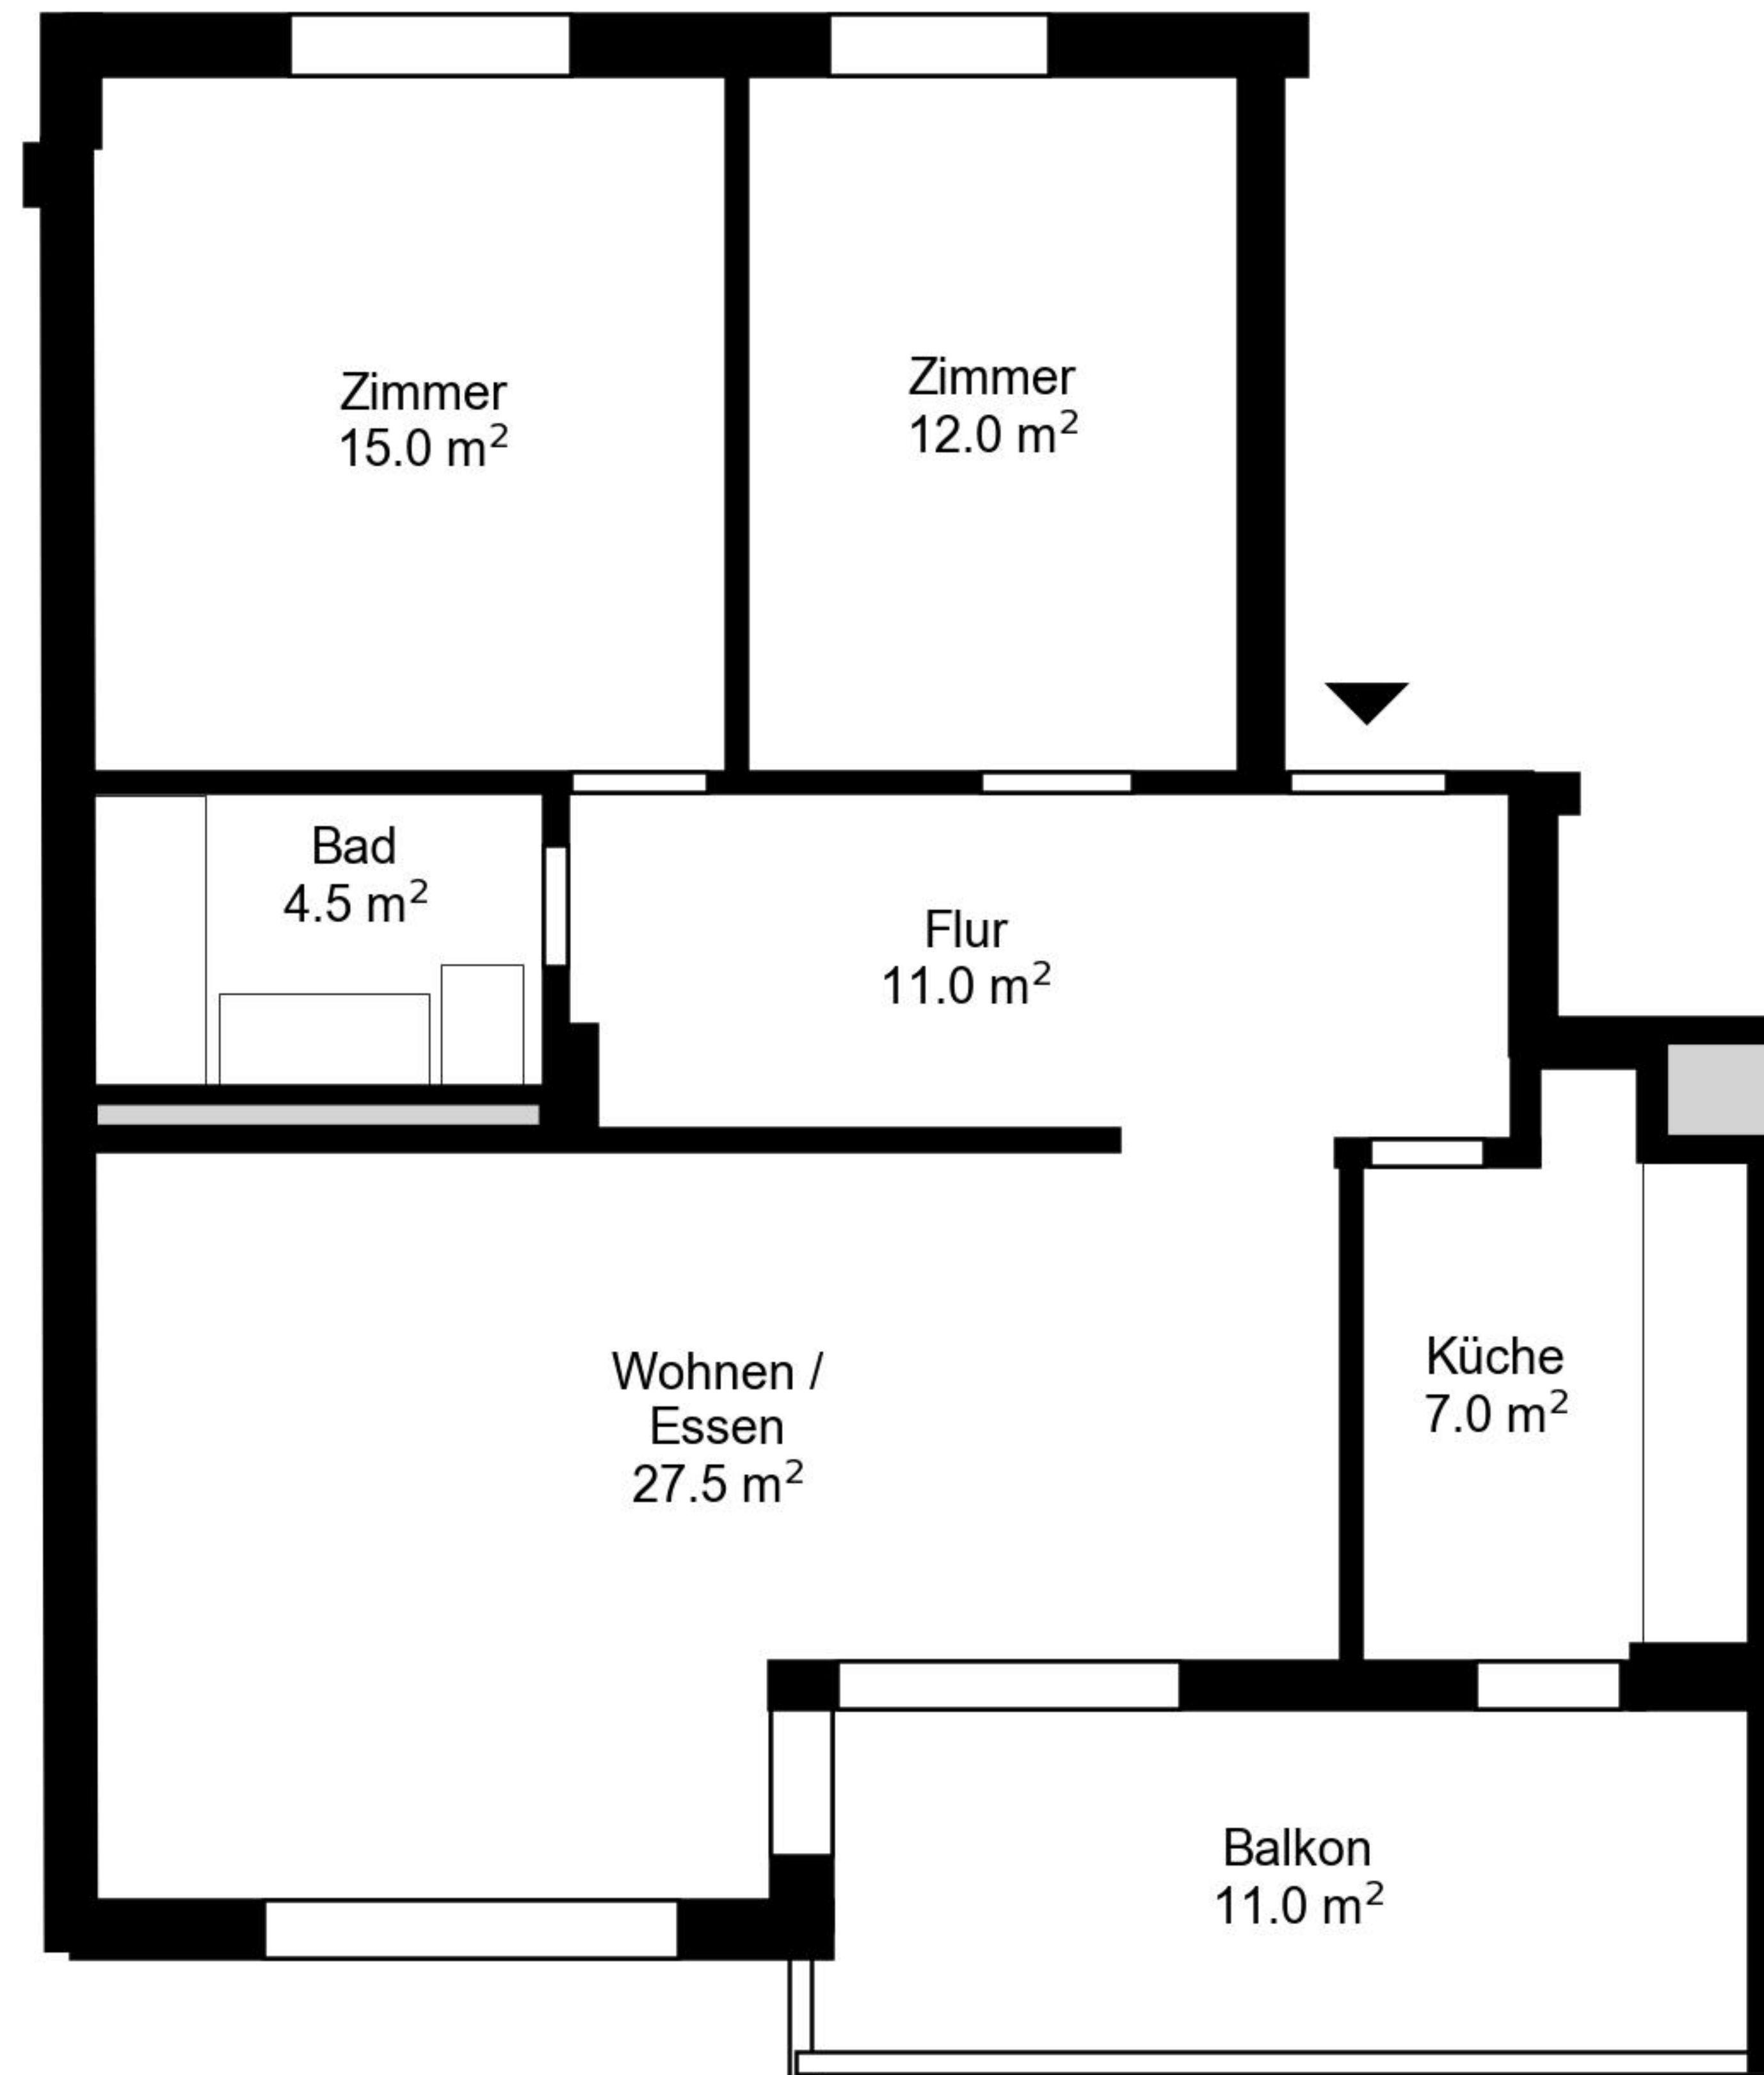 Zimmer
15.0 m²
Zimmer
12.0 m²
Bad
4.5 m²
Flur
11.0 m²
Wohnen /
Essen
27.5 m²
Küche
7.0 m²
Balkon
11.0 m²